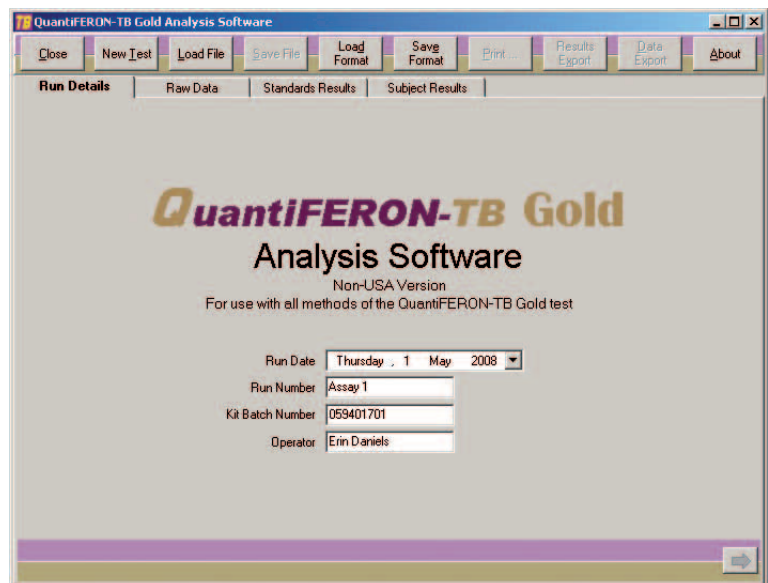 TB QuantiFERON-TB Gold Analysis Software
Close New Test Load File Save File Load Format Save Format Print ... Results Export Data Export About
Run Details Raw Data Standards Results Subject Results
QuantiFERON-TB Gold
Analysis Software
Non-USA Version
For use with all methods of the QuantiFERON-TB Gold test
Run Date Thursday , 1 May 2008
Run Number Assay 1
Kit Batch Number 059401701
Operator Erin Daniels